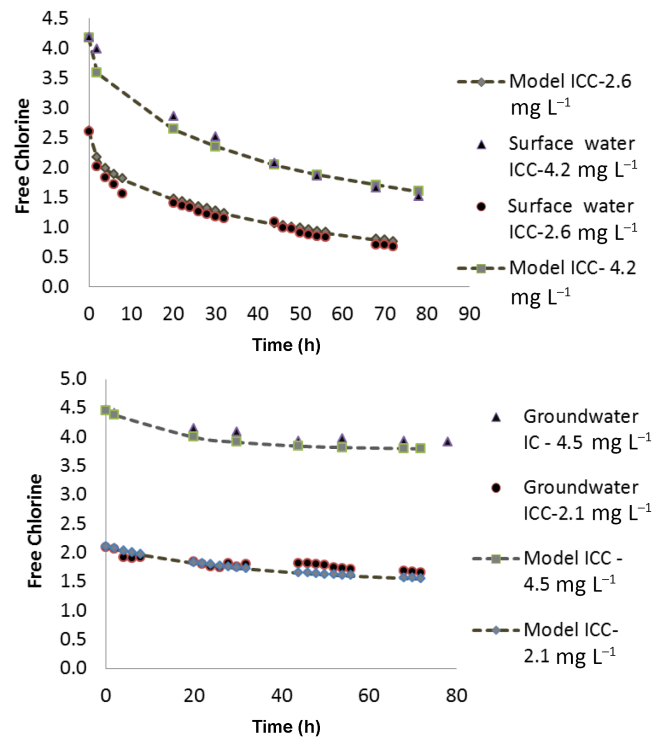 4.5
4.0
3.5
3.0
2.5
2.0
1.5
1.0
0.5
0.0
Free Chlorine
0 10 20 30 40 50 60 70 80 90
Time (h)
Model ICC-2.6
mg L⁻¹
Surface water
ICC-4.2 mg L⁻¹
Surface water
ICC-2.6 mg L⁻¹
Model ICC- 4.2
mg L⁻¹
5.0
4.5
4.0
3.5
3.0
2.5
2.0
1.5
1.0
0.5
0.0
Free Chlorine
0 20 40 60 80
Time (h)
Groundwater
IC - 4.5 mg L⁻¹
Groundwater
ICC-2.1 mg L⁻¹
Model ICC -
4.5 mg L⁻¹
Model ICC-
2.1 mg L⁻¹